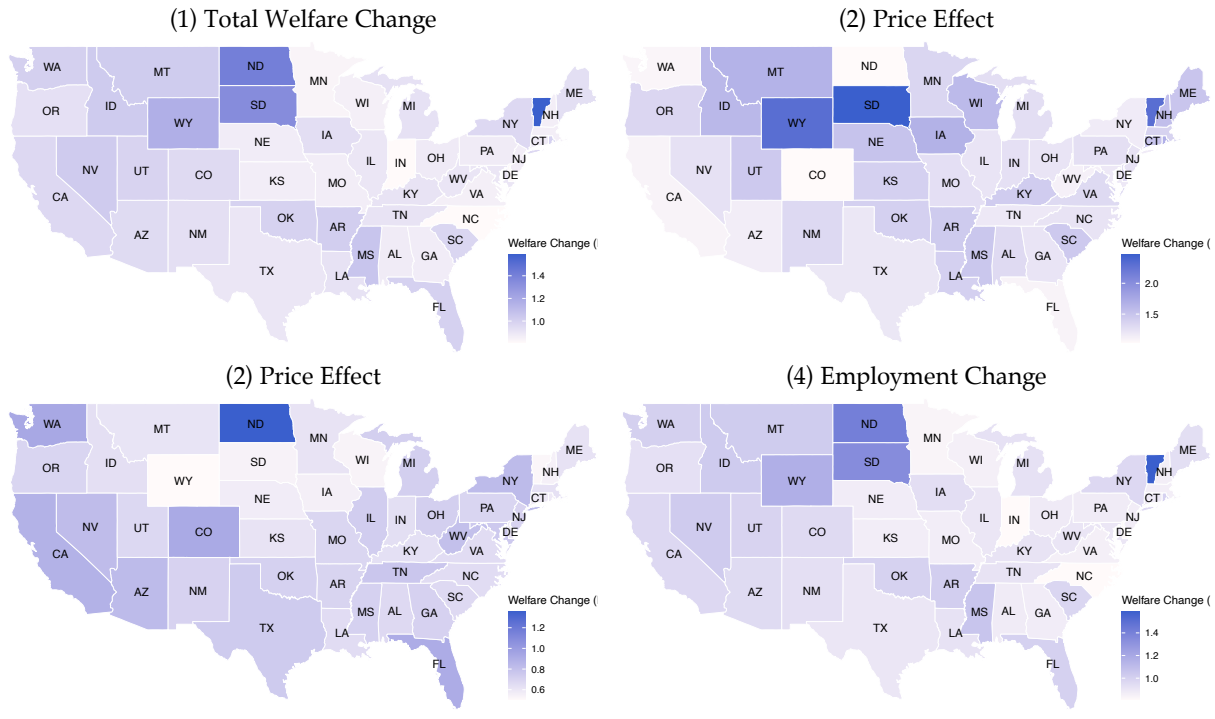 (1) Total Welfare Change
WA
MT
ND
MN
ME
OR
ID
SD
WI
MI
NY
NH
WY
IA
CT
NE
PA
NJ
NV
UT
CO
IL
IN
OH
DE
CA
KS
MO
WV
VA
KY
AZ
NM
OK
AR
TN
NC
SC
MS
AL
GA
TX
LA
FL
Welfare Change (
1.4
1.2
1.0
(2) Price Effect
WA
MT
ND
MN
ME
OR
ID
SD
WI
MI
NY
NH
WY
IA
CT
NE
PA
NJ
NV
UT
CO
IL
IN
OH
DE
CA
KS
MO
WV
VA
KY
AZ
NM
OK
AR
TN
NC
SC
MS
AL
GA
TX
LA
FL
Welfare Change (
2.0
1.5
(2) Price Effect
WA
MT
ND
MN
ME
OR
ID
SD
WI
MI
NY
NH
WY
IA
CT
NE
PA
NJ
NV
UT
CO
IL
IN
OH
DE
CA
KS
MO
WV
VA
KY
AZ
NM
OK
AR
TN
NC
SC
MS
AL
GA
TX
LA
FL
Welfare Change (
1.2
1.0
0.8
0.6
(4) Employment Change
WA
MT
ND
MN
ME
OR
ID
SD
WI
MI
NY
NH
WY
IA
CT
NE
PA
NJ
NV
UT
CO
IL
IN
OH
DE
CA
KS
MO
WV
VA
KY
AZ
NM
OK
AR
TN
NC
SC
MS
AL
GA
TX
LA
FL
Welfare Change (
1.4
1.2
1.0